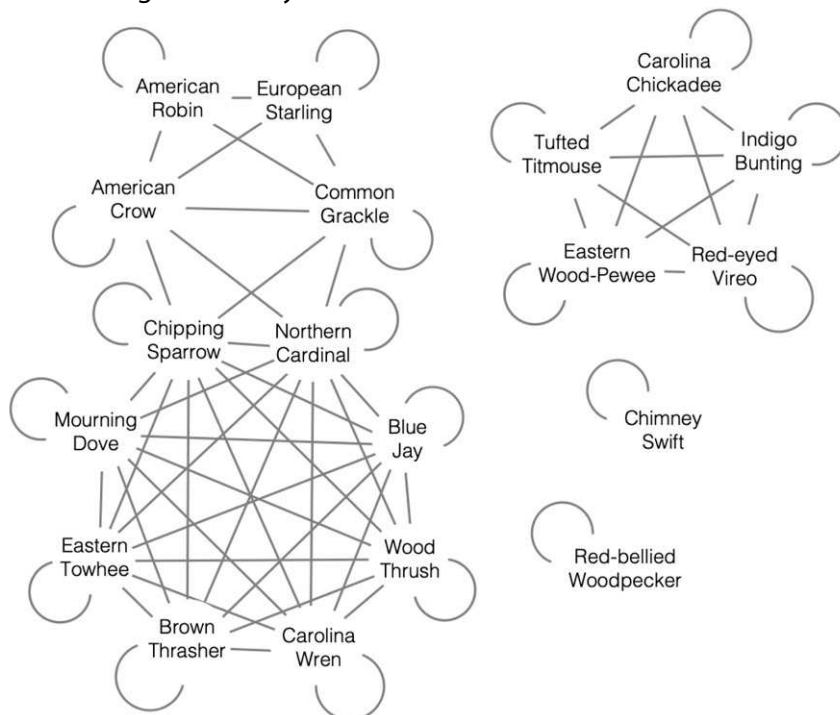 American
Robin
European
Starling
American
Crow
Common
Grackle
Chipping
Sparrow
Northern
Cardinal
Mourning
Dove
Blue
Jay
Eastern
Towhee
Wood
Thrush
Brown
Thrasher
Carolina
Wren
Carolina
Chickadee
Tufted
Titmouse
Indigo
Bunting
Eastern
Wood-Pewee
Red-eyed
Vireo
Chimney
Swift
Red-bellied
Woodpecker